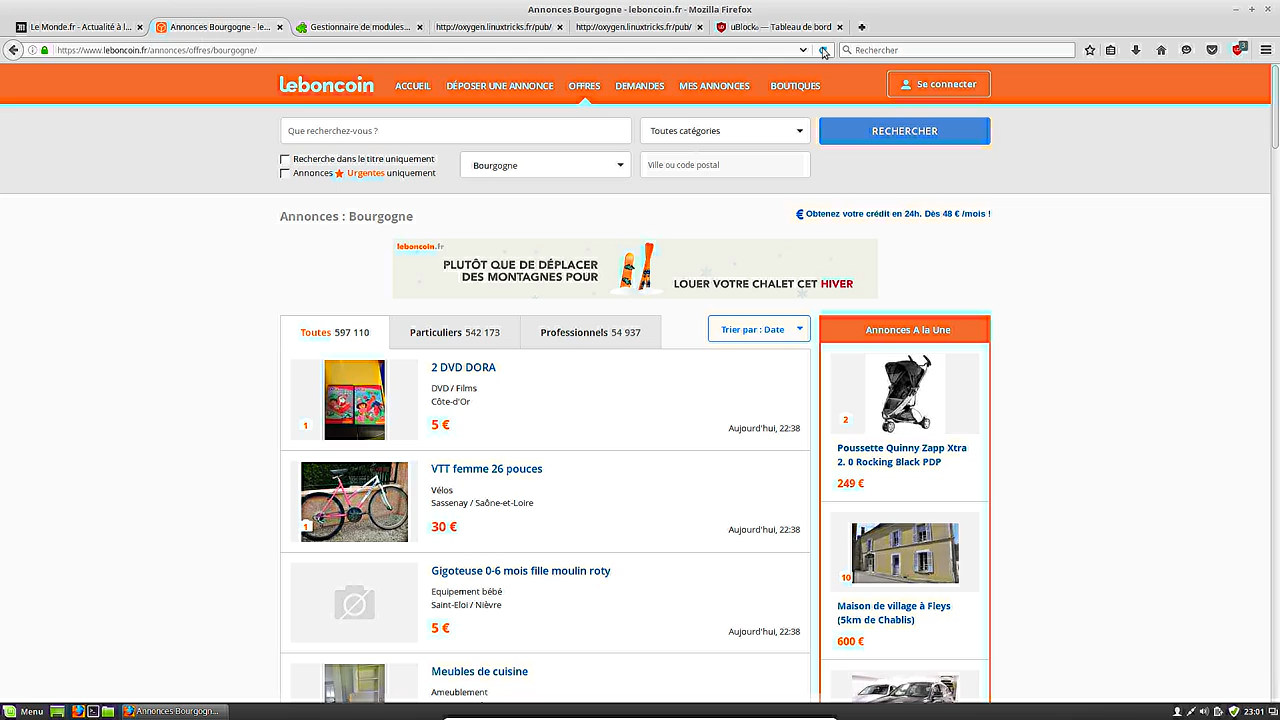 Annonces Bourgogne - leboncoin.fr - Mozilla Firefox
Le Monde.fr - Actualité à l...
Annonces Bourgogne - le...
Gestionnaire de modules...
http://oxygen.linuxtricks.fr/pub/
http://oxygen.linuxtricks.fr/pub/
uBlock₀ — Tableau de bord
https://www.leboncoin.fr/annonces/offres/bourgogne/
Rechercher
3
leboncoin
ACCUEIL
DÉPOSER UNE ANNONCE
OFFRES
DEMANDES
MES ANNONCES
BOUTIQUES
Se connecter
Que recherchez-vous ?
Toutes catégories
RECHERCHER
Recherche dans le titre uniquement
Annonces Urgentes uniquement
Bourgogne
Ville ou code postal
Annonces : Bourgogne
€ Obtenez votre crédit en 24h. Dès 48 € /mois !
leboncoin.fr
PLUTÔT QUE DE DÉPLACER
DES MONTAGNES POUR
LOUER VOTRE CHALET CET HIVER
Toutes 597 110
Particuliers 542 173
Professionnels 54 937
Trier par : Date
Annonces A la Une
2 DVD DORA
DVD / Films
Côte-d'Or
5 €
Aujourd'hui, 22:38
1
VTT femme 26 pouces
Vélos
Sassenay / Saône-et-Loire
30 €
Aujourd'hui, 22:38
1
Gigoteuse 0-6 mois fille moulin roty
Equipement bébé
Saint-Eloi / Nièvre
5 €
Aujourd'hui, 22:38
Meubles de cuisine
Ameublement
2
Poussette Quinny Zapp Xtra
2. 0 Rocking Black PDP
249 €
10
Maison de village à Fleys
(5km de Chablis)
600 €
Menu
Annonces Bourgogn...
23:01